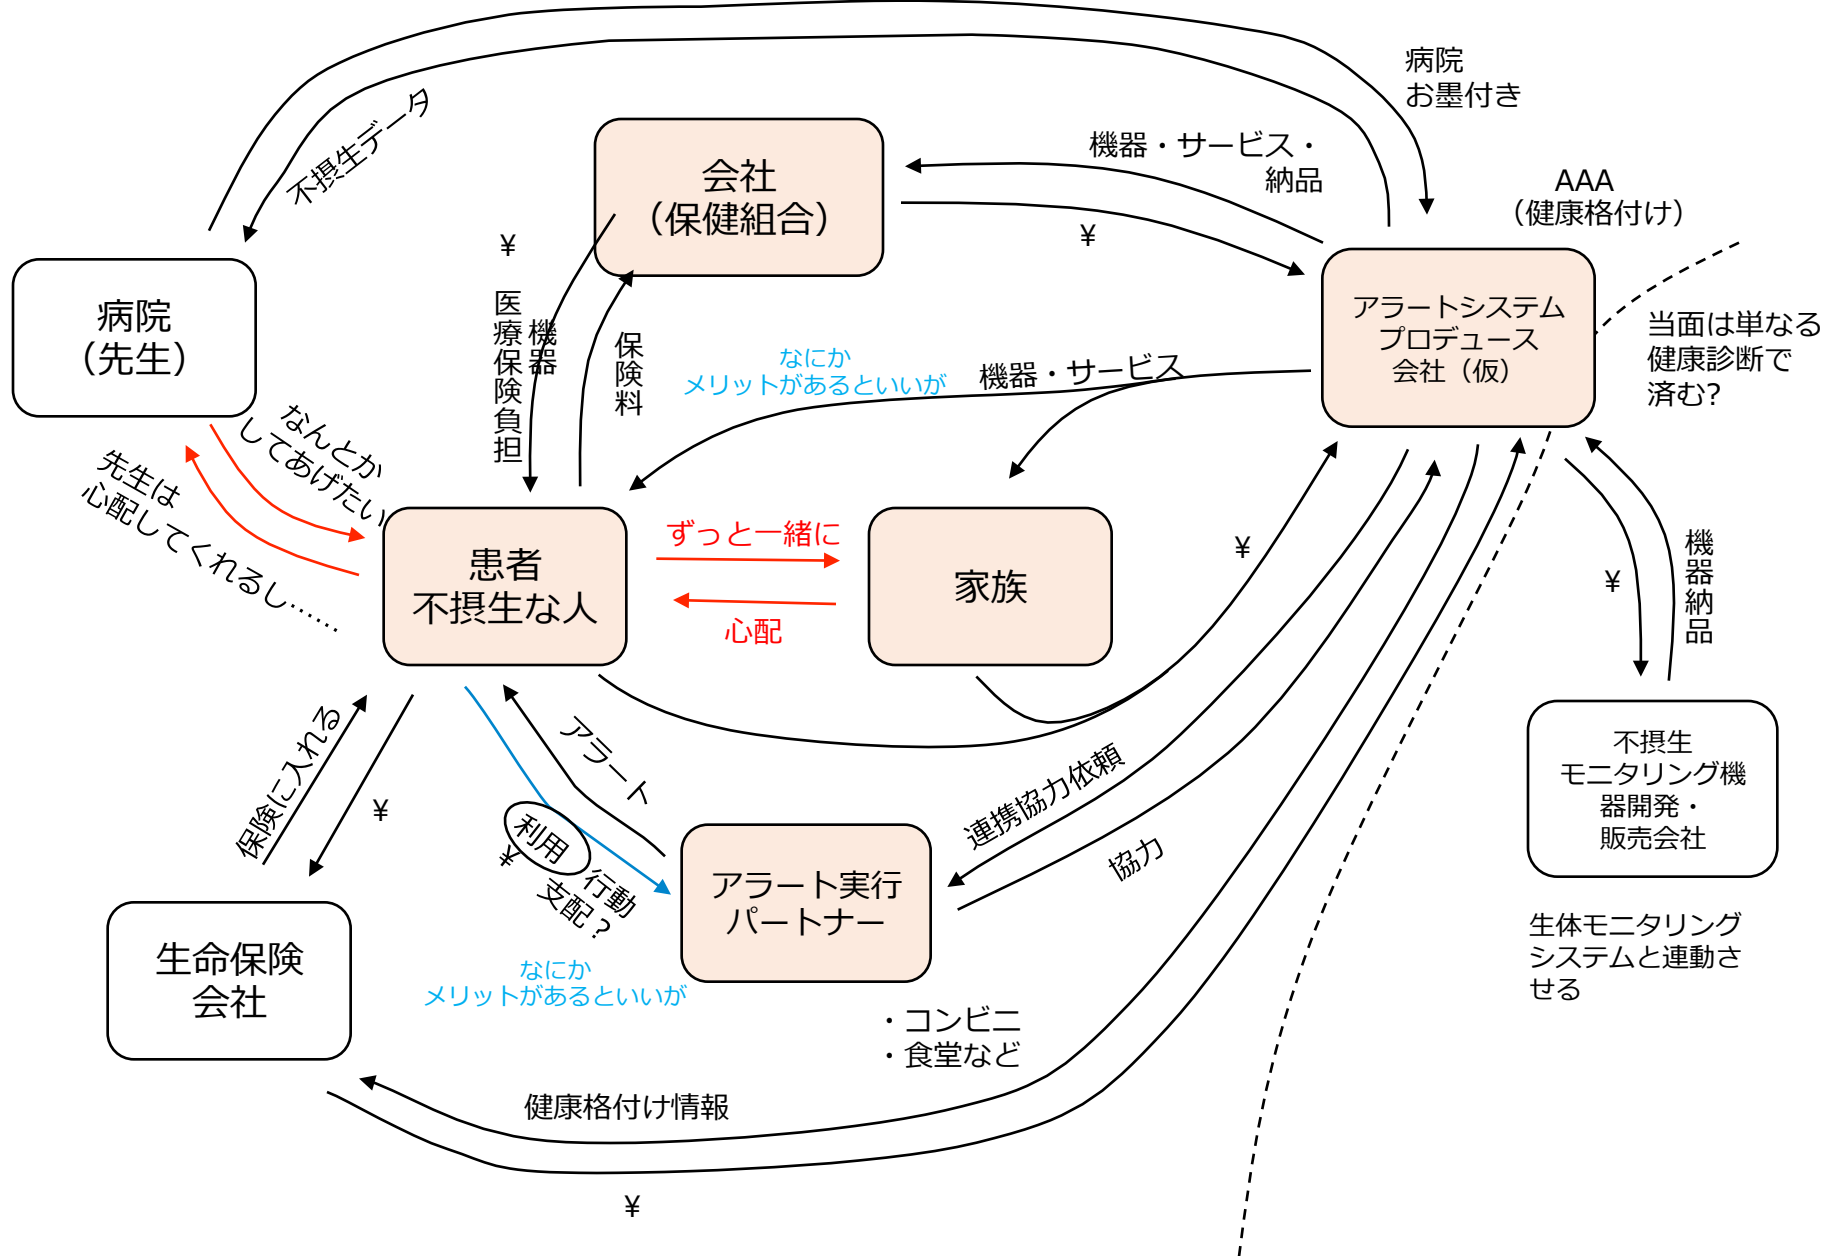 病院
お墨付き
不摂生データ
機器・サービス・
納品
会社
（保健組合）
AAA
（健康格付け）
¥
¥
病院
（先生）
アラートシステム
プロデュース
会社（仮）
当面は単なる
健康診断で
済む?
医療保険負担
機器
保険料
なにか
メリットがあるといいが
機器・サービス
なんとか
してあげたい
先生は
心配してくれるし……
患者
不摂生な人
ずっと一緒に
心配
家族
¥
¥
機器納品
保険に入れる
¥
アラート
利用
¥
行動
支配？
連携協力依頼
協力
不摂生
モニタリング機
器開発・
販売会社
アラート実行
パートナー
生命保険
会社
なにか
メリットがあるといいが
生体モニタリング
システムと連動さ
せる
・コンビニ
・食堂など
健康格付け情報
¥